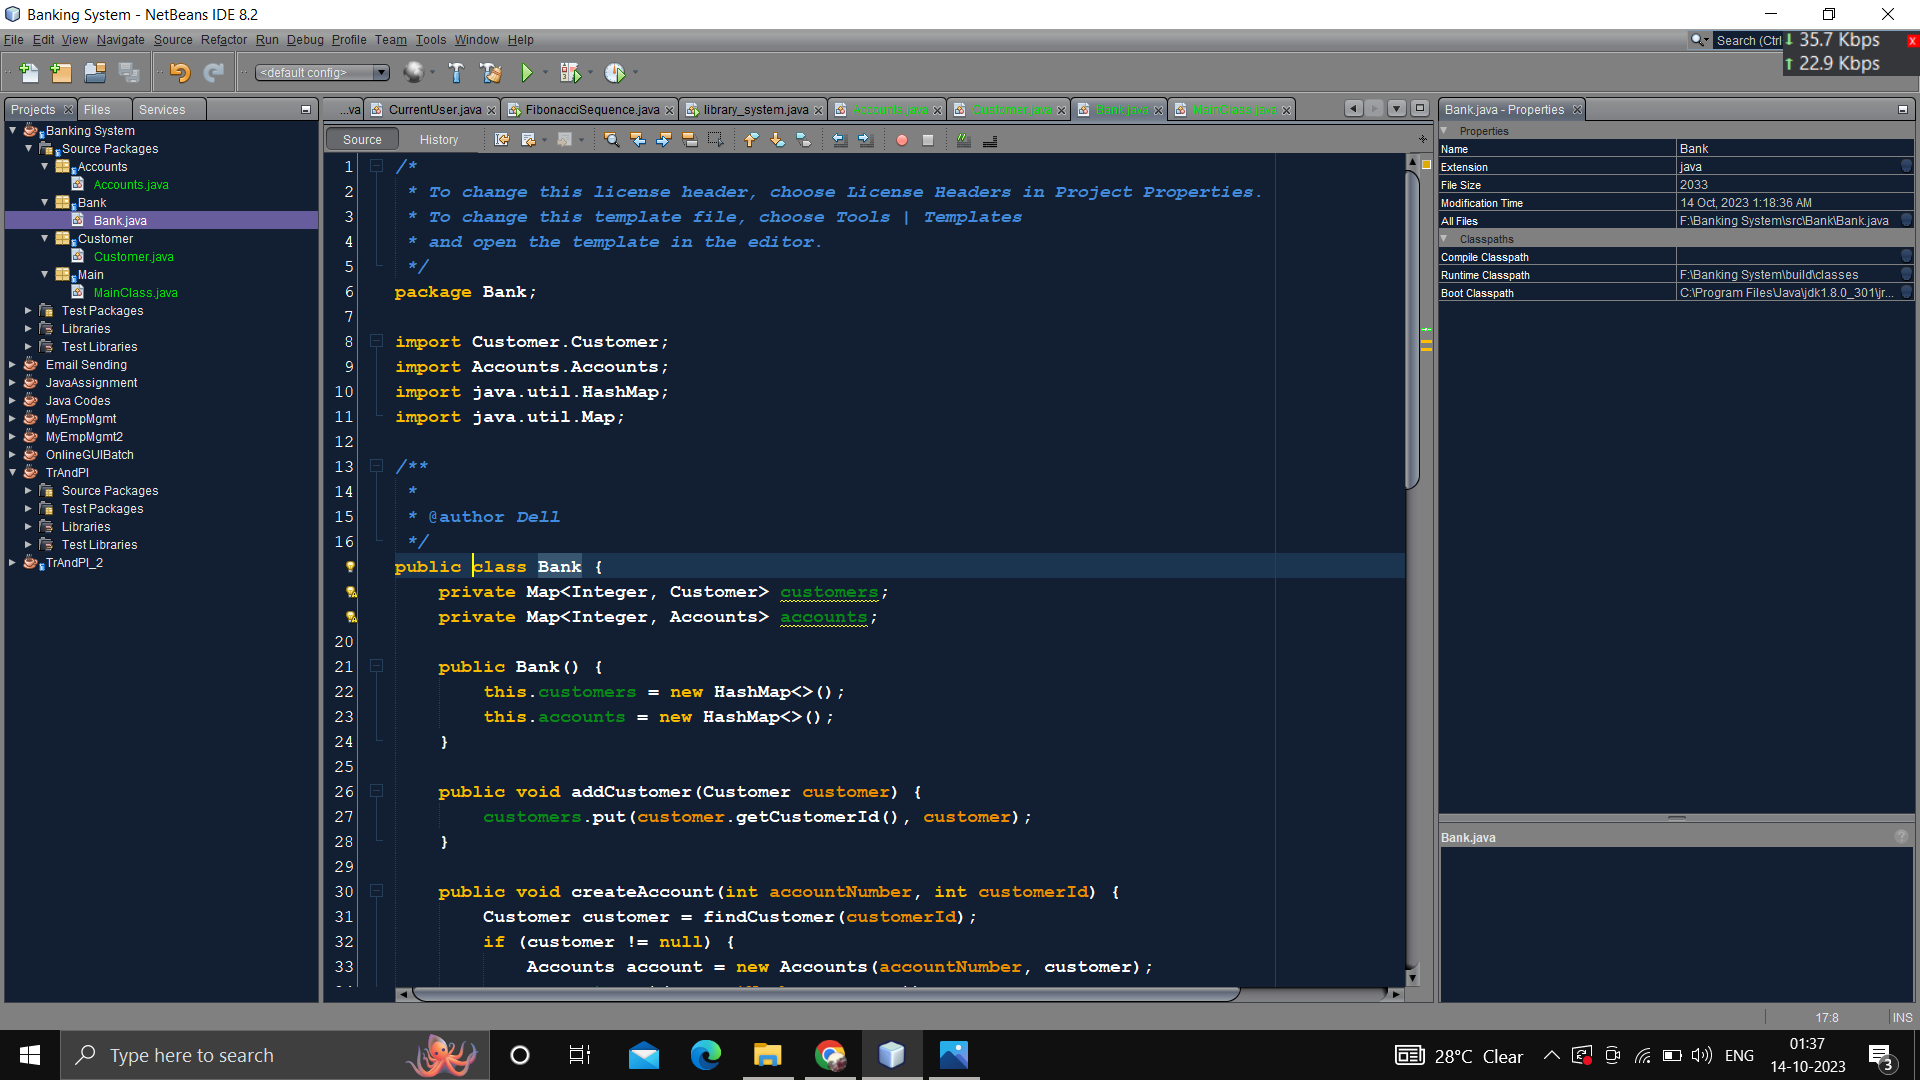 Banking System - NetBeans IDE 8.2
File Edit View Navigate Source Refactor Run Debug Profile Team Tools Window Help
Search (Ctrl
35.7 Kbps
x
22.9 Kbps
<default config>
Projects Files Services
Banking System
Source Packages
Accounts
Accounts.java
Bank
Bank.java
Customer
Customer.java
Main
MainClass.java
Test Packages
Libraries
Test Libraries
Email Sending
JavaAssignment
Java Codes
MyEmpMgmt
MyEmpMgmt2
OnlineGUIBatch
TrAndPI
Source Packages
Test Packages
Libraries
Test Libraries
TrAndPI_2
...va CurrentUser.java FibonacciSequence.java library_system.java Accounts.java Customer.java Bank.java MainClass.java
Source History
1 /*
2 * To change this license header, choose License Headers in Project Properties.
3 * To change this template file, choose Tools | Templates
4 * and open the template in the editor.
5 */
6 package Bank;
7
8 import Customer.Customer;
9 import Accounts.Accounts;
10 import java.util.HashMap;
11 import java.util.Map;
12
13 /**
14 *
15 * @author Dell
16 */
public class Bank {
private Map<Integer, Customer> customers;
private Map<Integer, Accounts> accounts;
20
21 public Bank() {
22 this.customers = new HashMap<>();
23 this.accounts = new HashMap<>();
24 }
25
26 public void addCustomer(Customer customer) {
27 customers.put(customer.getCustomerId(), customer);
28 }
29
30 public void createAccount(int accountNumber, int customerId) {
31 Customer customer = findCustomer(customerId);
32 if (customer != null) {
33 Accounts account = new Accounts(accountNumber, customer);
Bank.java - Properties
Properties
Name Bank
Extension java
File Size 2033
Modification Time 14 Oct, 2023 1:18:36 AM
All Files F:\Banking System\src\Bank\Bank.java
Classpaths
Compile Classpath
Runtime Classpath F:\Banking System\build\classes
Boot Classpath C:\Program Files\Java\jdk1.8.0_301\jr...
Bank.java
17:8 INS
Type here to search
28°C Clear
ENG
01:37
14-10-2023
3